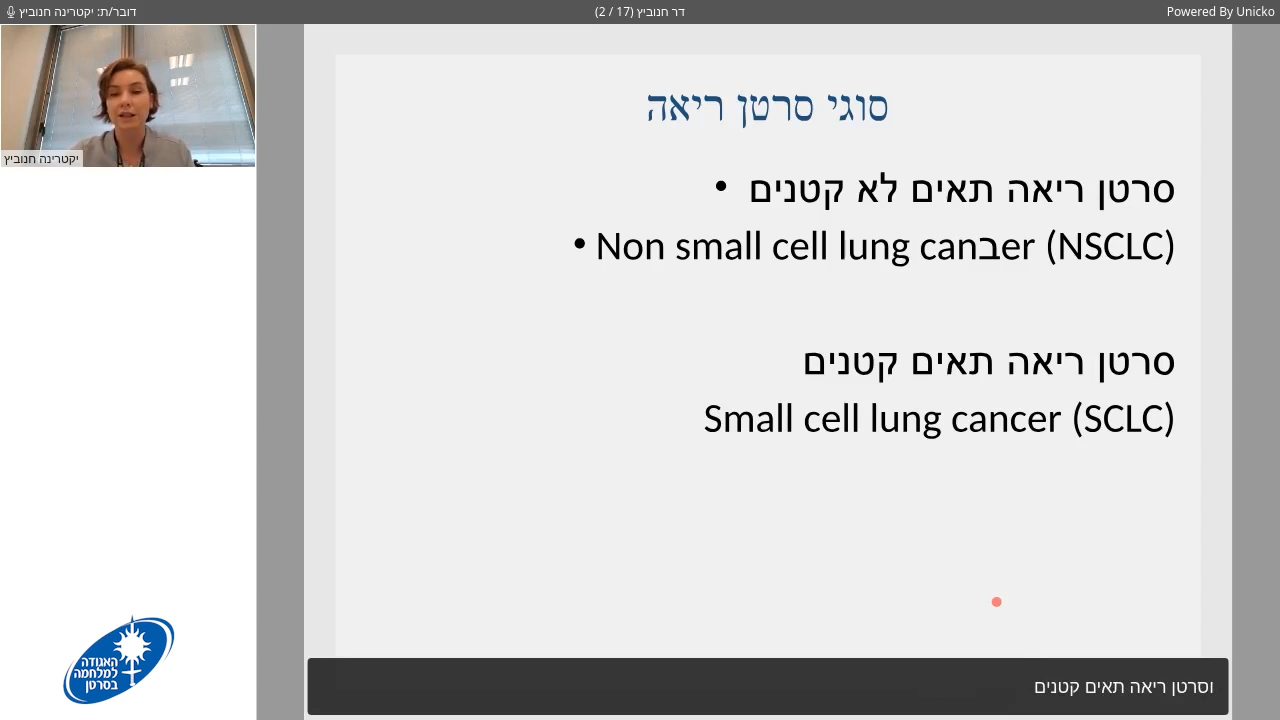 דובר/ת: יקטרינה חנוביץ
דר חנוביץ (17 / 2)
Powered By Unicko
יקטרינה חנוביץ
סוגי סרטן ריאה
• סרטן ריאה תאים לא קטנים
• Non small cell lung canבer (NSCLC)
סרטן ריאה תאים קטנים
Small cell lung cancer (SCLC)
האגודה
למלחמה
בסרטן
וסרטן ריאה תאים קטנים